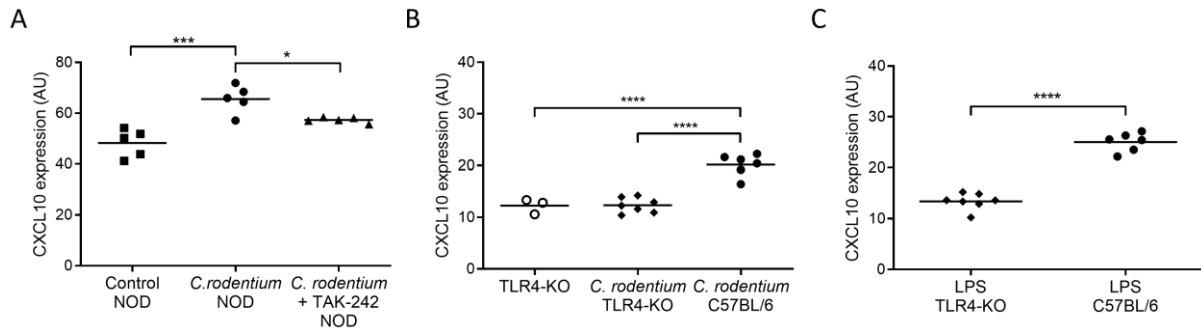 A
CXCL10 expression (AU)
80
60
40
20
0
***
*
Control
NOD
C.rodentium
NOD
C. rodentium
+ TAK-242
NOD
B
CXCL10 expression (AU)
40
30
20
10
0
****
****
TLR4-KO
C. rodentium
TLR4-KO
C. rodentium
C57BL/6
C
CXCL10 expression (AU)
40
30
20
10
0
****
LPS
TLR4-KO
LPS
C57BL/6